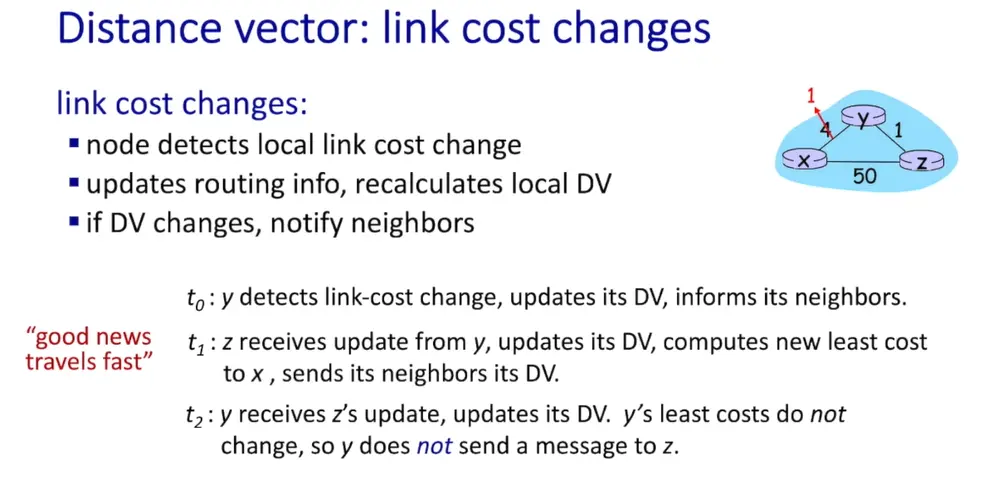 Distance vector: link cost changes
link cost changes:
▪ node detects local link cost change
▪ updates routing info, recalculates local DV
▪ if DV changes, notify neighbors
1
4
y
1
x
z
50
t0 : y detects link-cost change, updates its DV, informs its neighbors.
“good news
travels fast”
t1 : z receives update from y, updates its DV, computes new least cost
to x , sends its neighbors its DV.
t2 : y receives z’s update, updates its DV.  y’s least costs do not
change, so y does not send a message to z.